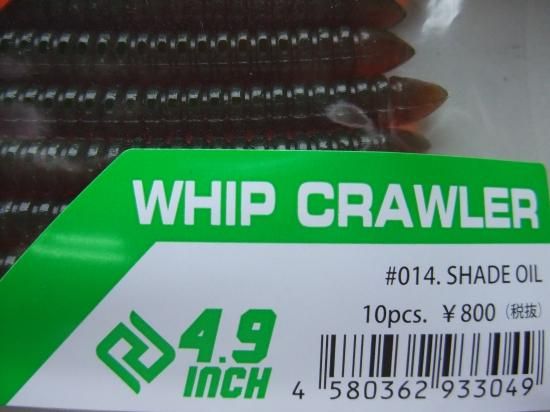 WHIP CRAWLER
#014. SHADE OIL
10pcs. ¥800 (税抜)
4.9
INCH
4 580362 933049